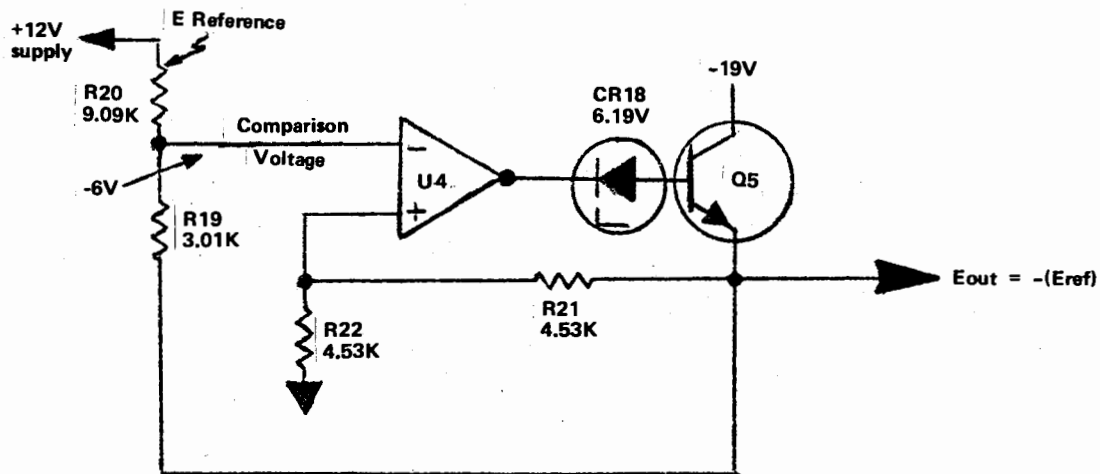 E Reference
+12V
supply
R20
9.09K
Comparison
Voltage
-6V
R19
3.01K
-
+
U4
CR18
6.19V
-19V
Q5
R21
4.53K
R22
4.53K
Eout = -(Eref)